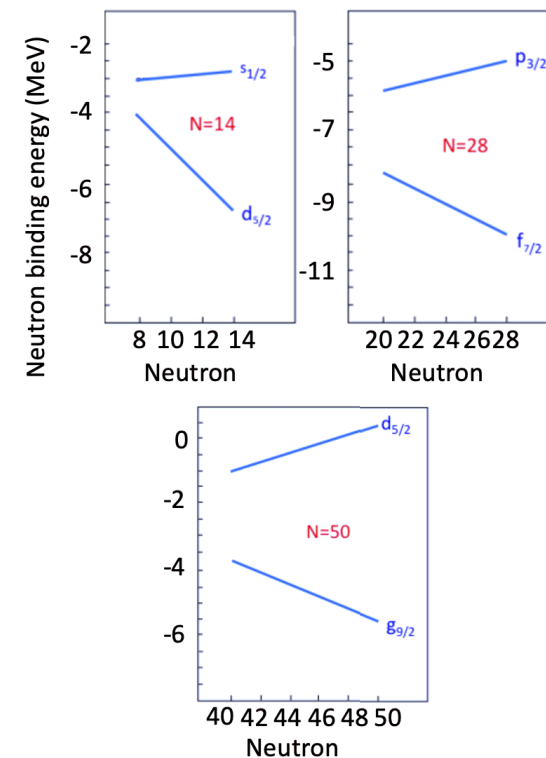 Neutron binding energy (MeV)
-2
-4
-6
-8
s1/2
N=14
d5/2
8 10 12 14
Neutron
-5
-7
-9
-11
p3/2
N=28
f7/2
20 22 24 26 28
Neutron
0
-2
-4
-6
d5/2
N=50
g9/2
40 42 44 46 48 50
Neutron